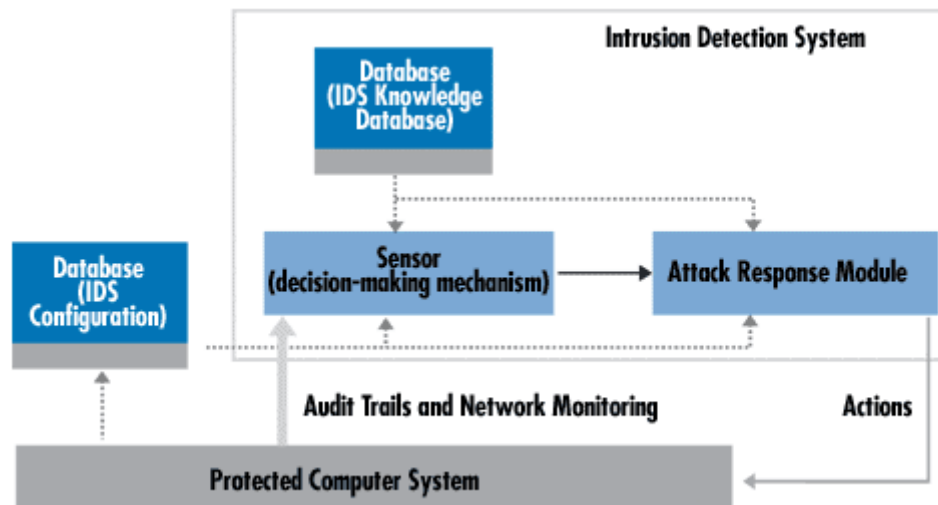 Intrusion Detection System
Database
(IDS Knowledge
Database)
Sensor
(decision-making mechanism)
Attack Response Module
Database
(IDS
Configuration)
Audit Trails and Network Monitoring
Actions
Protected Computer System